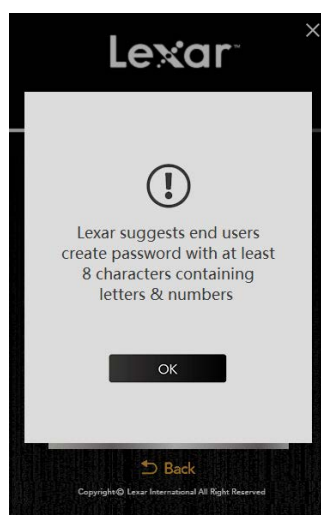 Lexar™
Lexar suggests end users
create password with at least
8 characters containing
letters & numbers
OK
Back
Copyright© Lexar International All Right Reserved